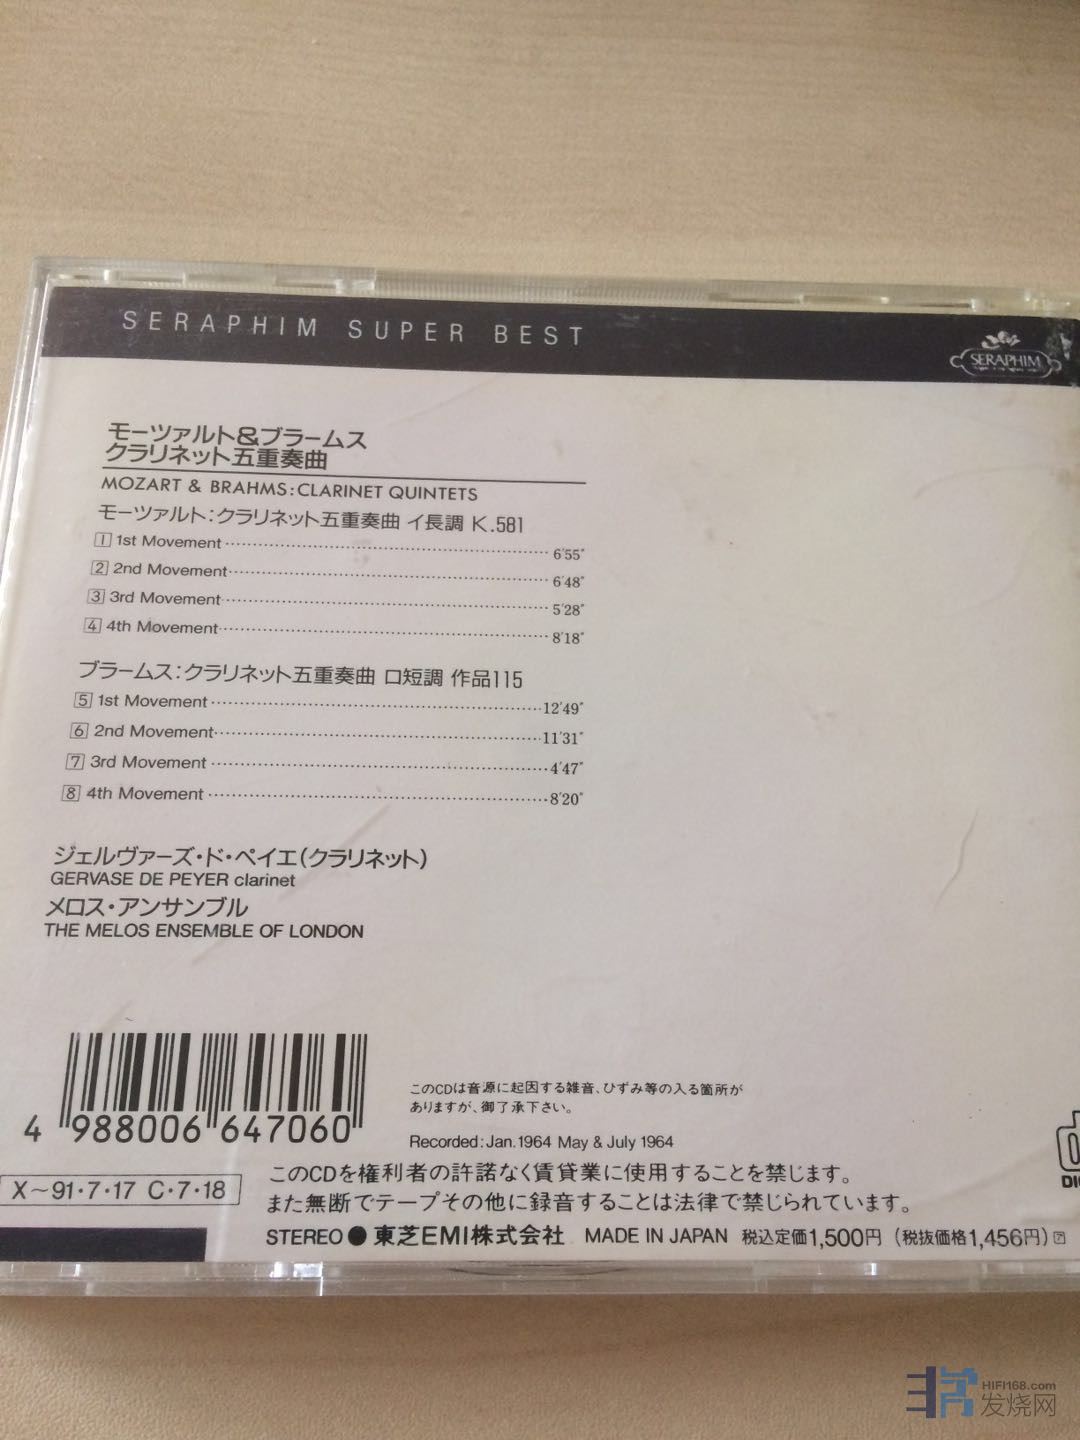 SERAPHIM SUPER BEST
SERAPHIM
モーツァルト&ブラームス
クラリネット五重奏曲
MOZART & BRAHMS:CLARINET QUINTETS
モーツァルト:クラリネット五重奏曲 イ長調 K.581
1 1st Movement 6'55"
2 2nd Movement 6'48"
3 3rd Movement 5'28"
4 4th Movement 8'18"
ブラームス:クラリネット五重奏曲 ロ短調 作品115
5 1st Movement 12'49"
6 2nd Movement 11'31"
7 3rd Movement 4'47"
8 4th Movement 8'20"
ジェルヴァーズ・ド・ペイエ(クラリネット)
GERVASE DE PEYER clarinet
メロス・アンサンブル
THE MELOS ENSEMBLE OF LONDON
4 988006 647060
このCDは音源に起因する雑音、ひずみ等の入る箇所が
ありますが、御了承下さい。
Recorded:Jan.1964 May & July 1964
X~91・7・17 C・7・18
このCDを権利者の許諾なく賃貸業に使用することを禁じます。
また無断でテープその他に録音することは法律で禁じられています。
STEREO●東芝EMI株式会社 MADE IN JAPAN 税込定価1,500円(税抜価格1,456円)
HIFI168.com
发烧网